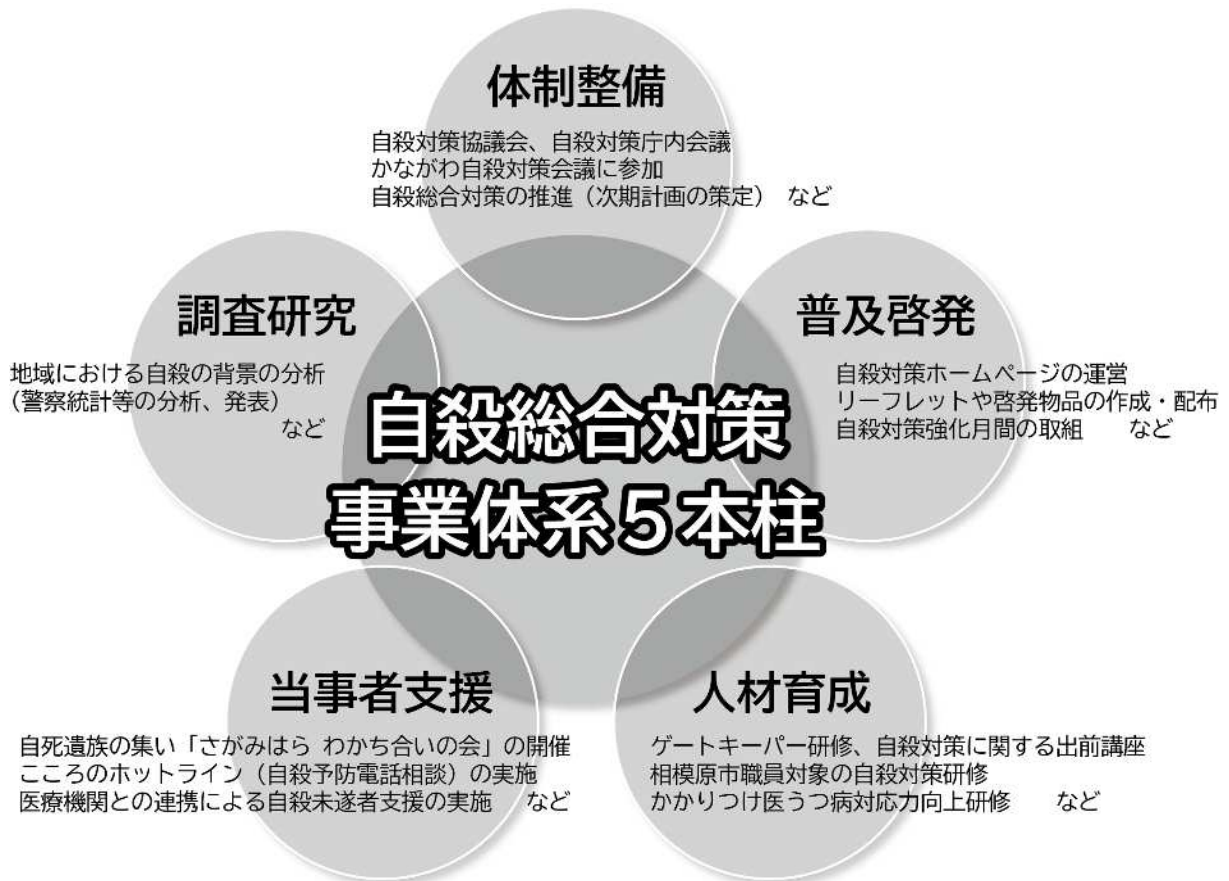 体制整備
自殺対策協議会、自殺対策庁内会議
かながわ自殺対策会議に参加
自殺総合対策の推進（次期計画の策定） など
調査研究
地域における自殺の背景の分析
（警察統計等の分析、発表）
など
普及啓発
自殺対策ホームページの運営
リーフレットや啓発物品の作成・配布
自殺対策強化月間の取組 など
自殺総合対策
事業体系５本柱
当事者支援
自死遺族の集い「さがみはら わかち合いの会」の開催
こころのホットライン（自殺予防電話相談）の実施
医療機関との連携による自殺未遂者支援の実施 など
人材育成
ゲートキーパー研修、自殺対策に関する出前講座
相模原市職員対象の自殺対策研修
かかりつけ医うつ病対応力向上研修 など